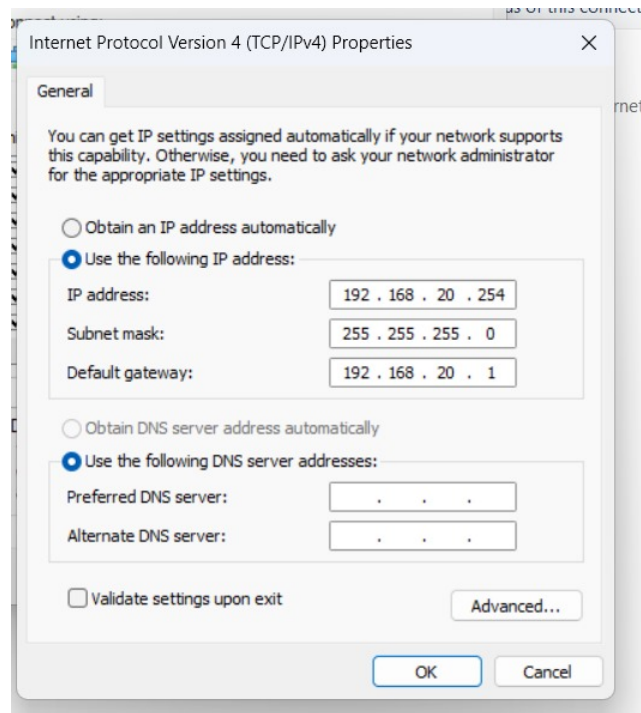 Internet Protocol Version 4 (TCP/IPv4) Properties
General
You can get IP settings assigned automatically if your network supports
this capability. Otherwise, you need to ask your network administrator
for the appropriate IP settings.
Obtain an IP address automatically
Use the following IP address:
IP address: 192 . 168 . 20 . 254
Subnet mask: 255 . 255 . 255 . 0
Default gateway: 192 . 168 . 20 . 1
Obtain DNS server address automatically
Use the following DNS server addresses:
Preferred DNS server: . . .
Alternate DNS server: . . .
Validate settings upon exit
Advanced...
OK Cancel